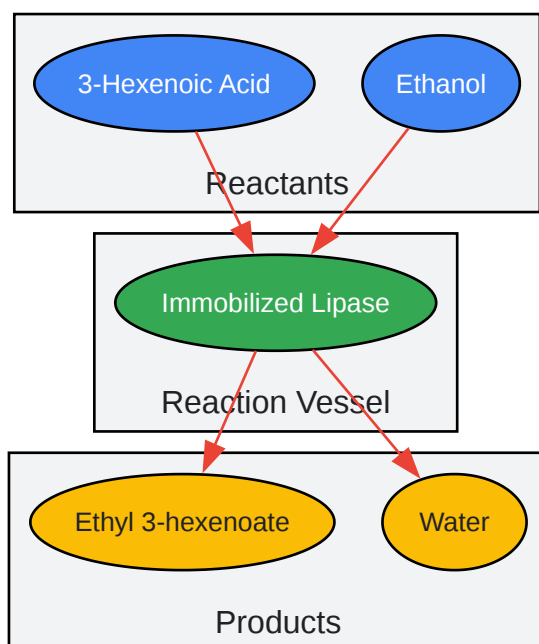 3-Hexenoic Acid
Ethanol
Reactants
Immobilized Lipase
Reaction Vessel
Ethyl 3-hexenoate
Water
Products